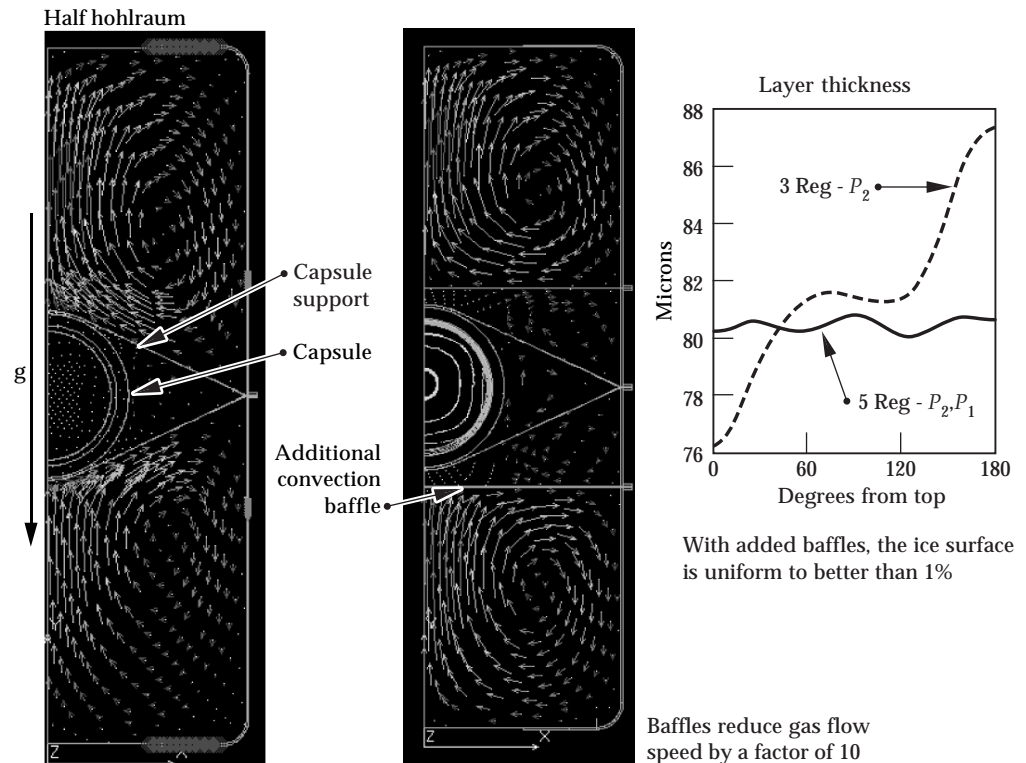 Half hohlraum
g
Capsule
support
Capsule
Additional
convection
baffle
Z
X
Z
X
Layer thickness
Microns
88
86
84
82
80
78
76
0
60
120
180
Degrees from top
3 Reg - P₂
5 Reg - P₂,P₁
With added baffles, the ice surface
is uniform to better than 1%
Baffles reduce gas flow
speed by a factor of 10